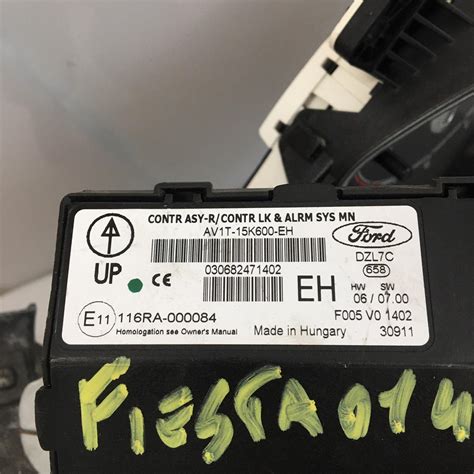 CONTR ASY-R/CONTR LK & ALRM SYS MN
AV1T-15K600-EH
Ford
DZL7C
658
UP
CE
030682471402
EH
HW SW
06 / 07.00
E11 116RA-000084
F005 V0 1402
Homologation see Owner's Manual
Made in Hungary
30911
FIESTA 014